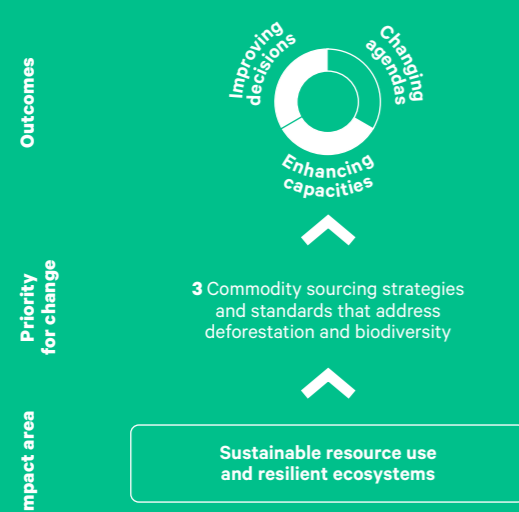 Outcomes
Improving
decisions
Changing
agendas
Enhancing
capacities
Priority
for change
3 Commodity sourcing strategies
and standards that address
deforestation and biodiversity
mpact area
Sustainable resource use
and resilient ecosystems